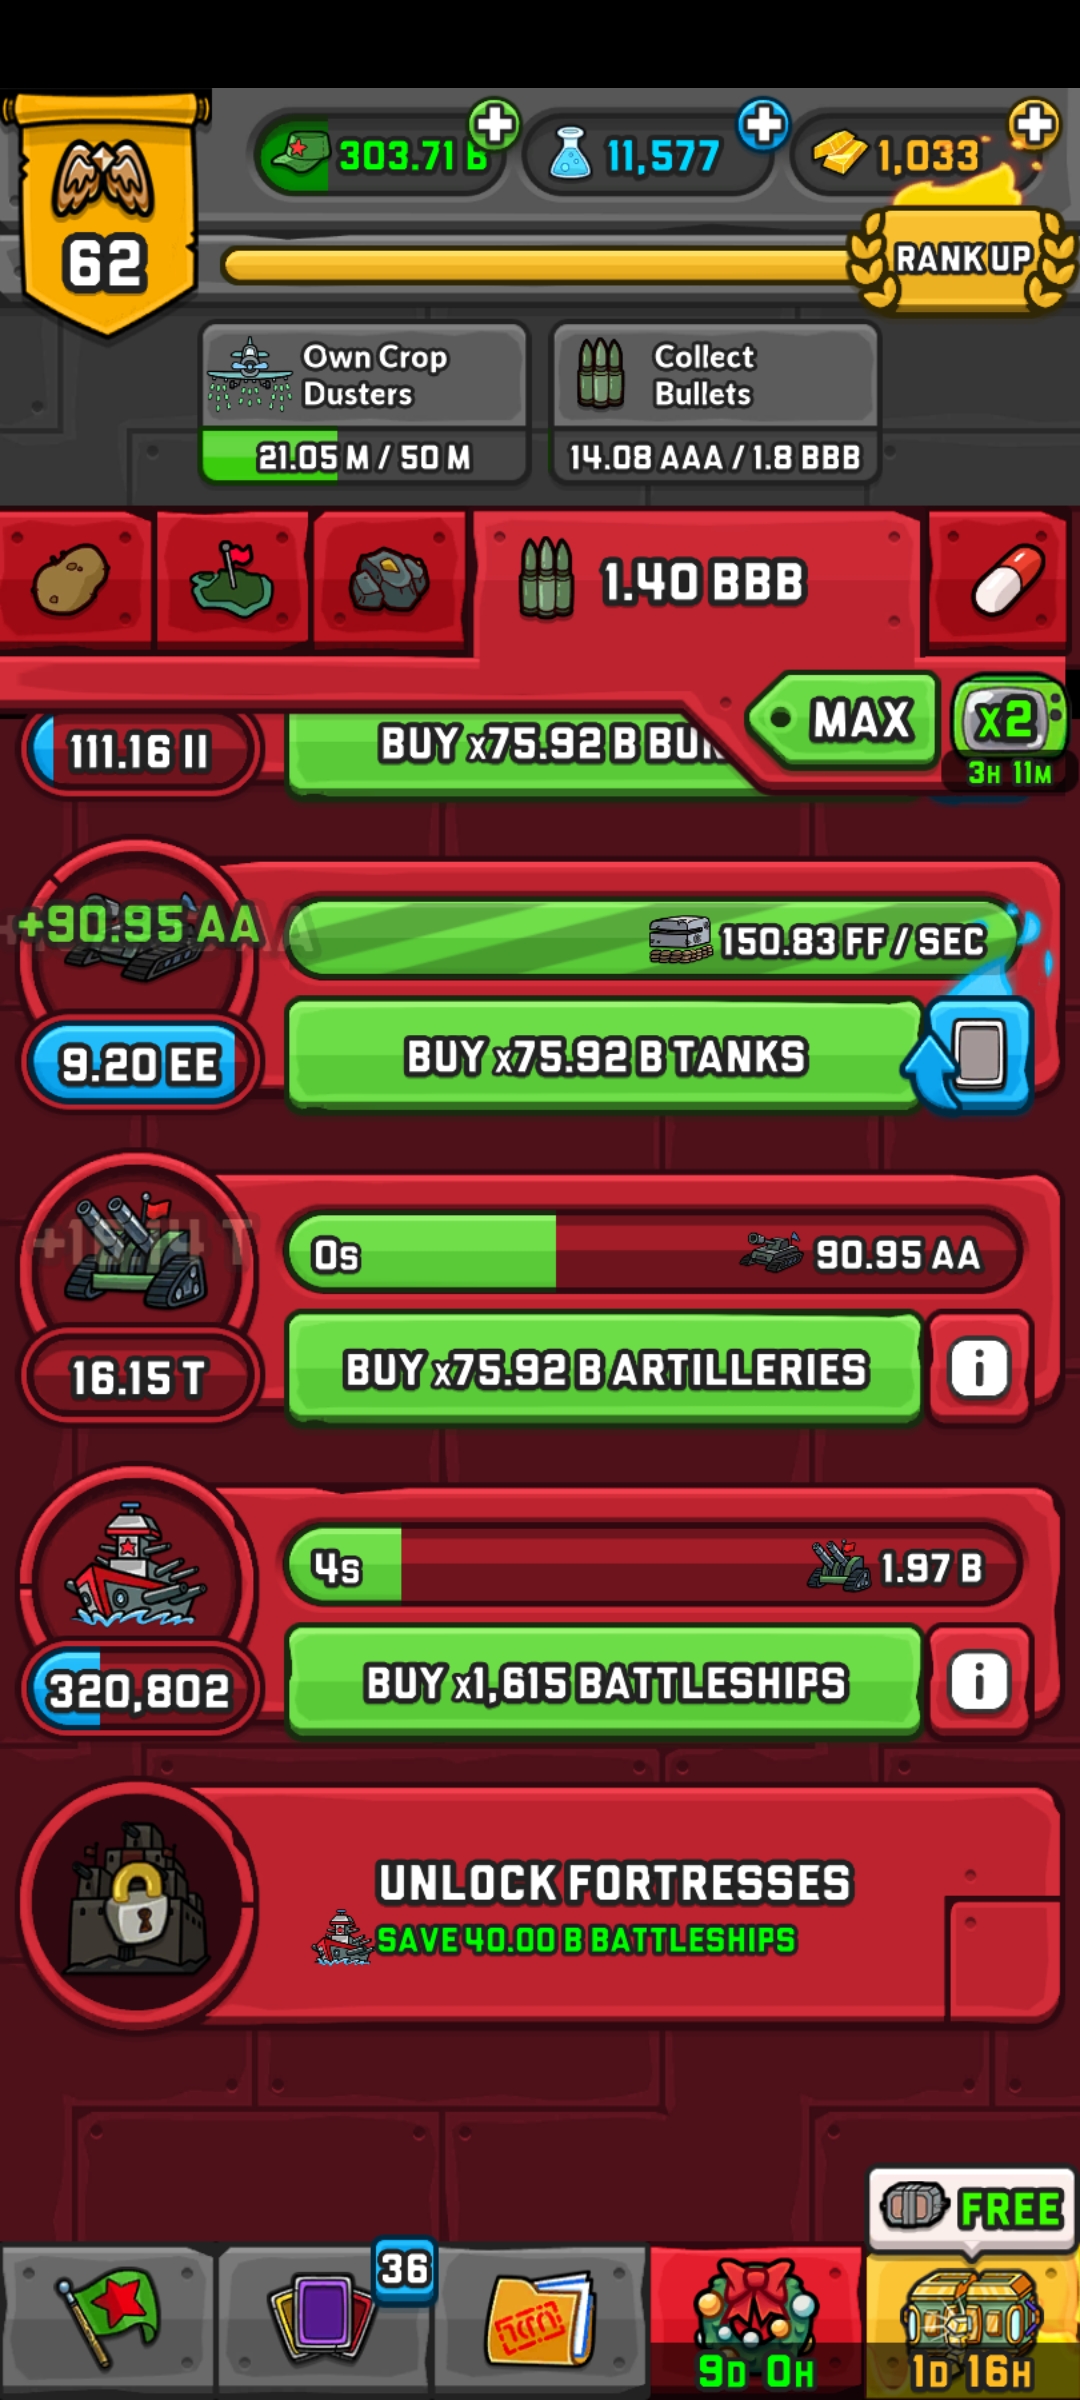 303.71 B
11,577
1,033
62
RANK UP
Own Crop
Dusters
21.05 M / 50 M
Collect
Bullets
14.08 AAA / 1.8 BBB
1.40 BBB
MAX
x2
3H 11M
111.16 II
BUY x75.92 B
+90.95 AA
150.83 FF / SEC
9.20 EE
BUY x75.92 B TANKS
0s
90.95 AA
16.15 T
BUY x75.92 B ARTILLERIES
i
4s
1.97 B
320,802
BUY x1,615 BATTLESHIPS
i
UNLOCK FORTRESSES
SAVE 40.00 B BATTLESHIPS
FREE
36
9D 0H
1D 16H